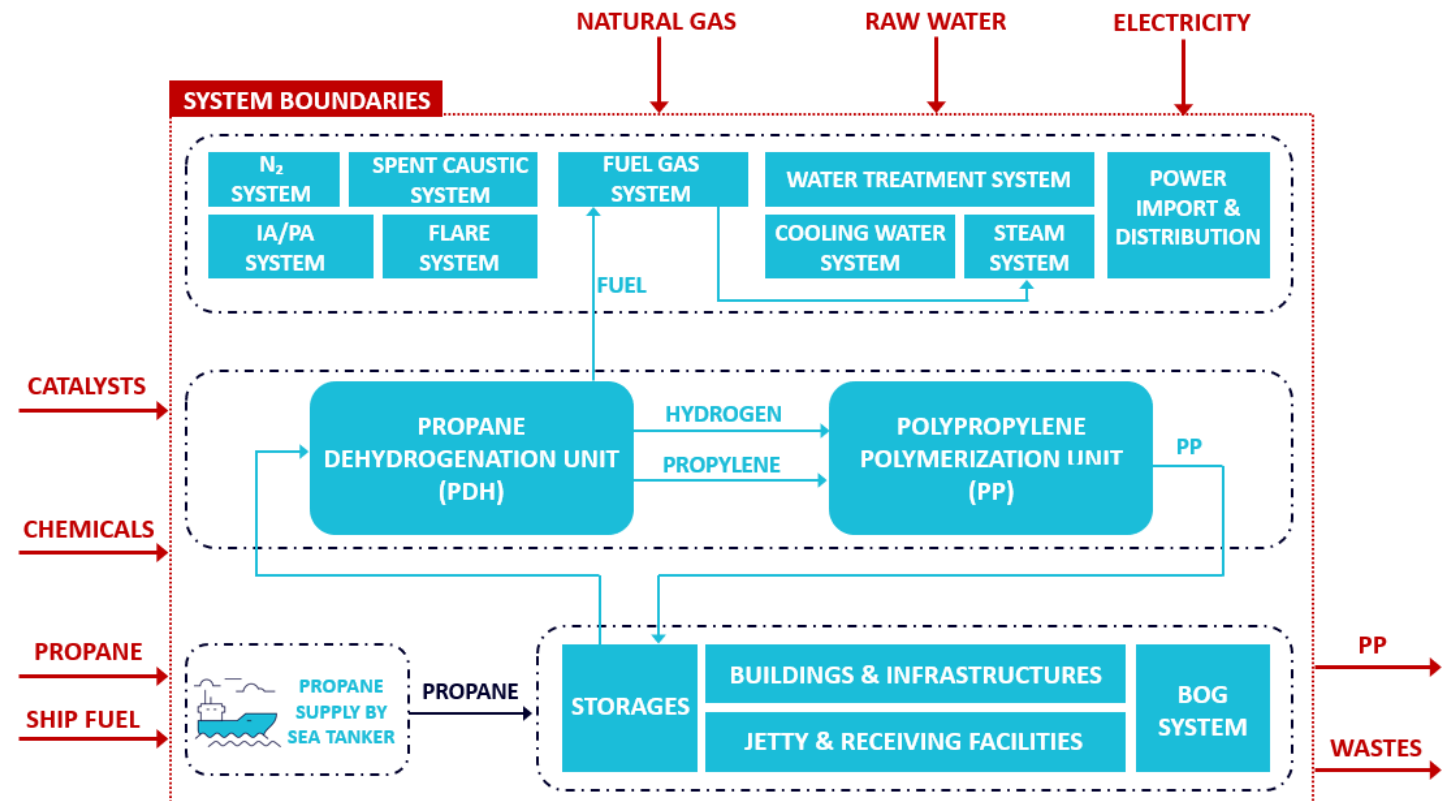 NATURAL GAS
RAW WATER
ELECTRICITY
SYSTEM BOUNDARIES
N₂
SYSTEM
SPENT CAUSTIC
SYSTEM
FUEL GAS
SYSTEM
WATER TREATMENT SYSTEM
POWER
IMPORT &
DISTRIBUTION
IA/PA
SYSTEM
FLARE
SYSTEM
COOLING WATER
SYSTEM
STEAM
SYSTEM
FUEL
CATALYSTS
PROPANE
DEHYDROGENATION UNIT
(PDH)
HYDROGEN
PROPYLENE
POLYPROPYLENE
POLYMERIZATION UNIT
(PP)
PP
CHEMICALS
PROPANE
SHIP FUEL
PROPANE
SUPPLY BY
SEA TANKER
PROPANE
STORAGES
BUILDINGS & INFRASTRUCTURES
JETTY & RECEIVING FACILITIES
BOG
SYSTEM
PP
WASTES